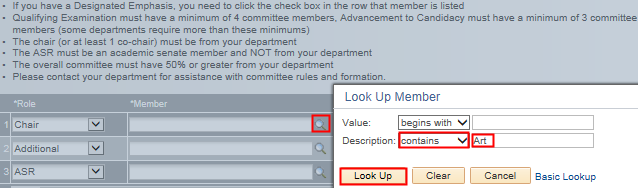 • If you have a Designated Emphasis, you need to click the check box in the row that member is listed
• Qualifying Examination must have a minimum of 4 committee members, Advancement to Candidacy must have a minimum of 3 committee
members (some departments require more than these minimums)
• The chair (or at least 1 co-chair) must be from your department
• The ASR must be an academic senate member and NOT from your department
• The overall committee must have 50% or greater from your department
• Please contact your department for assistance with committee rules and formation.
*Role *Member
1 Chair
2 Additional
3 ASR
Look Up Member
Value: begins with
Description: contains Art
Look Up Clear Cancel Basic Lookup